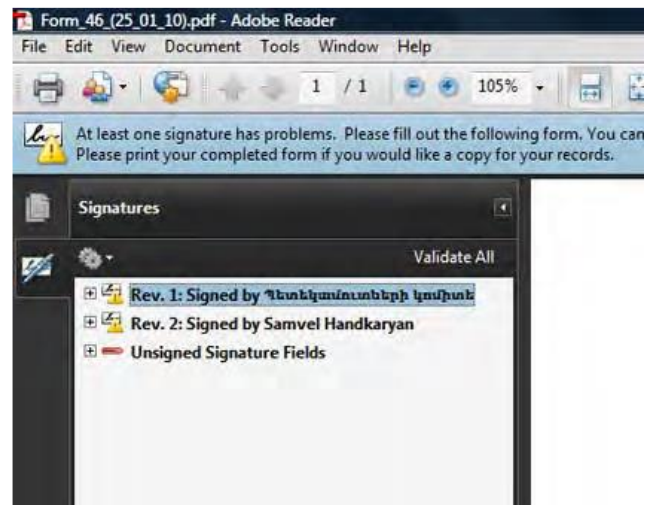 Form_46_(25_01_10).pdf - Adobe Reader
File Edit View Document Tools Window Help
1 / 1 105%
At least one signature has problems. Please fill out the following form. You can
Please print your completed form if you would like a copy for your records.
Signatures
Validate All
Rev. 1: Signed by Պետեկամուտների կոմիտե
Rev. 2: Signed by Samvel Handkaryan
Unsigned Signature Fields